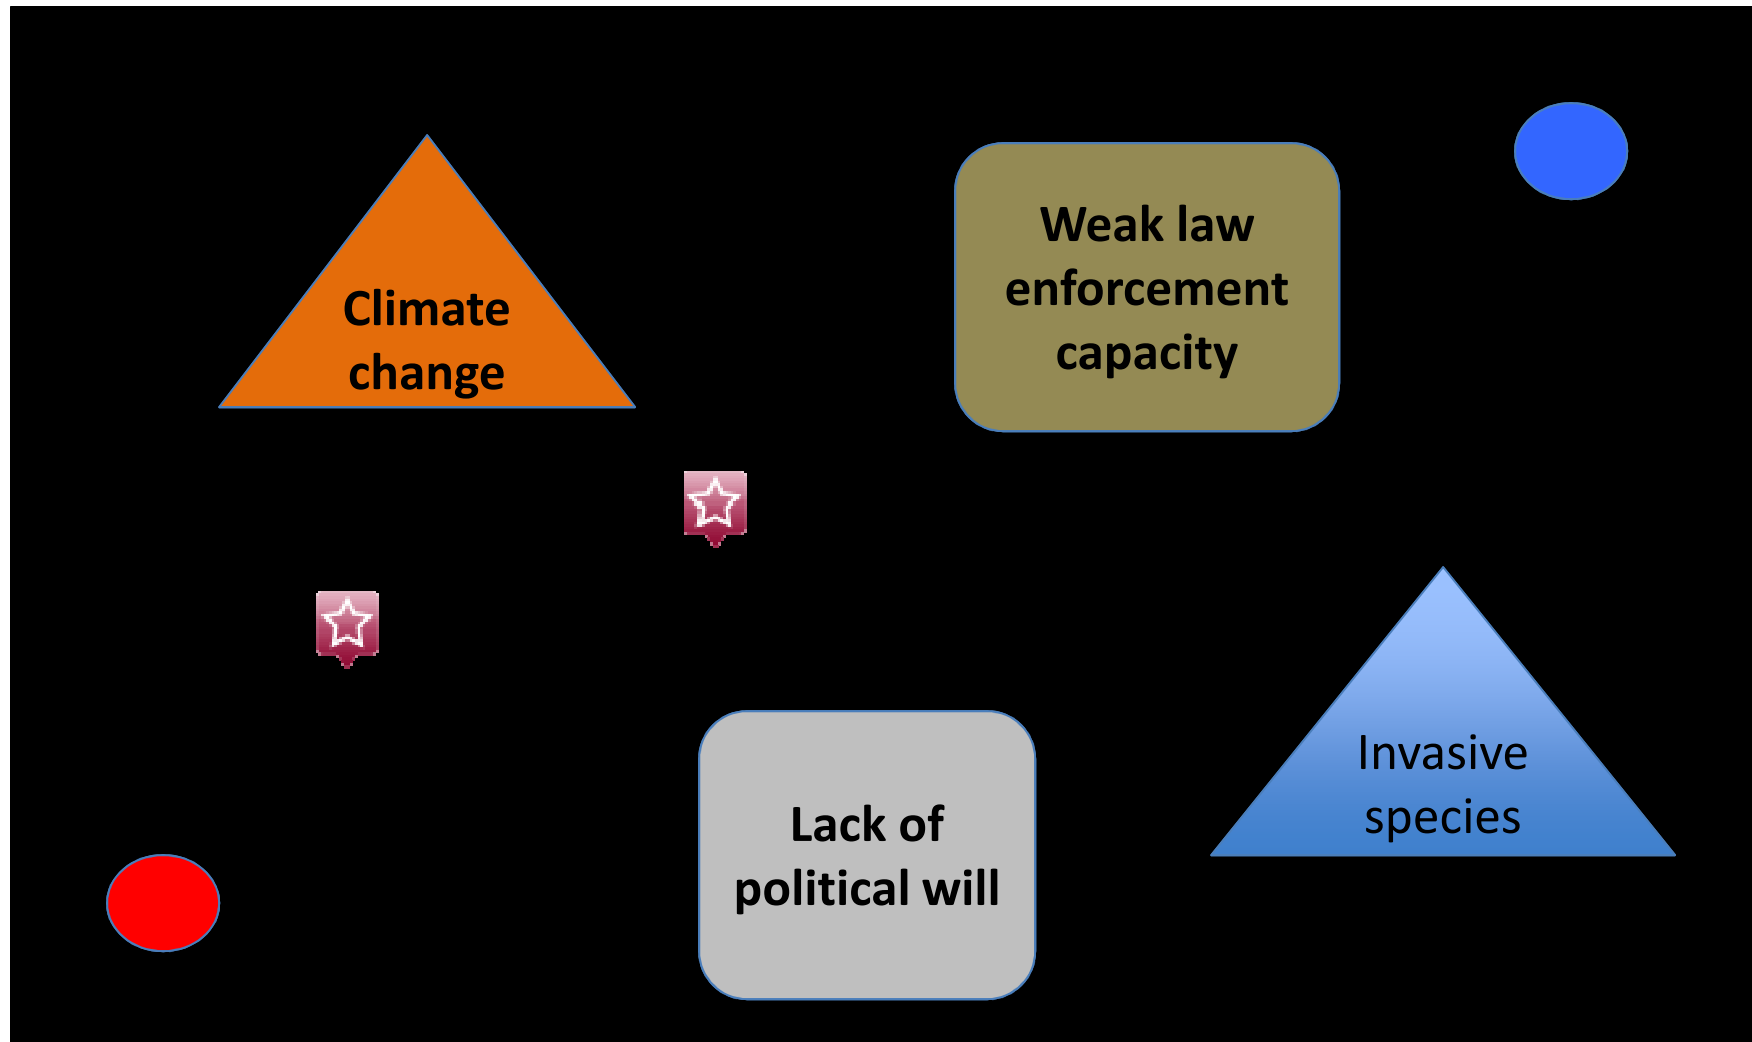 Climate
change
Weak law
enforcement
capacity
Invasive
species
Lack of
political will